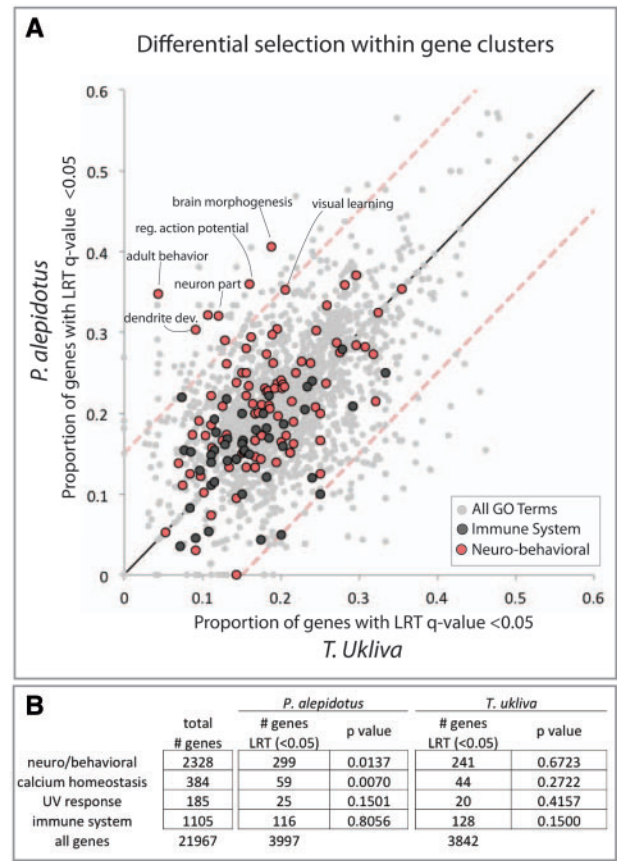 A
Differential selection within gene clusters
P. alepidotus
Proportion of genes with LRT q-value <0.05
0.6
0.5
0.4
0.3
0.2
0.1
0
brain morphogenesis
visual learning
reg. action potential
adult behavior
neuron part
dendrite dev.
All GO Terms
Immune System
Neuro-behavioral
0 0.1 0.2 0.3 0.4 0.5 0.6
Proportion of genes with LRT q-value <0.05
T. Ukliva
B
P. alepidotus T. ukliva
total # genes # genes LRT (<0.05) p value # genes LRT (<0.05) p value
neuro/behavioral 2328 299 0.0137 241 0.6723
calcium homeostasis 384 59 0.0070 44 0.2722
UV response 185 25 0.1501 20 0.4157
immune system 1105 116 0.8056 128 0.1500
all genes 21967 3997 3842